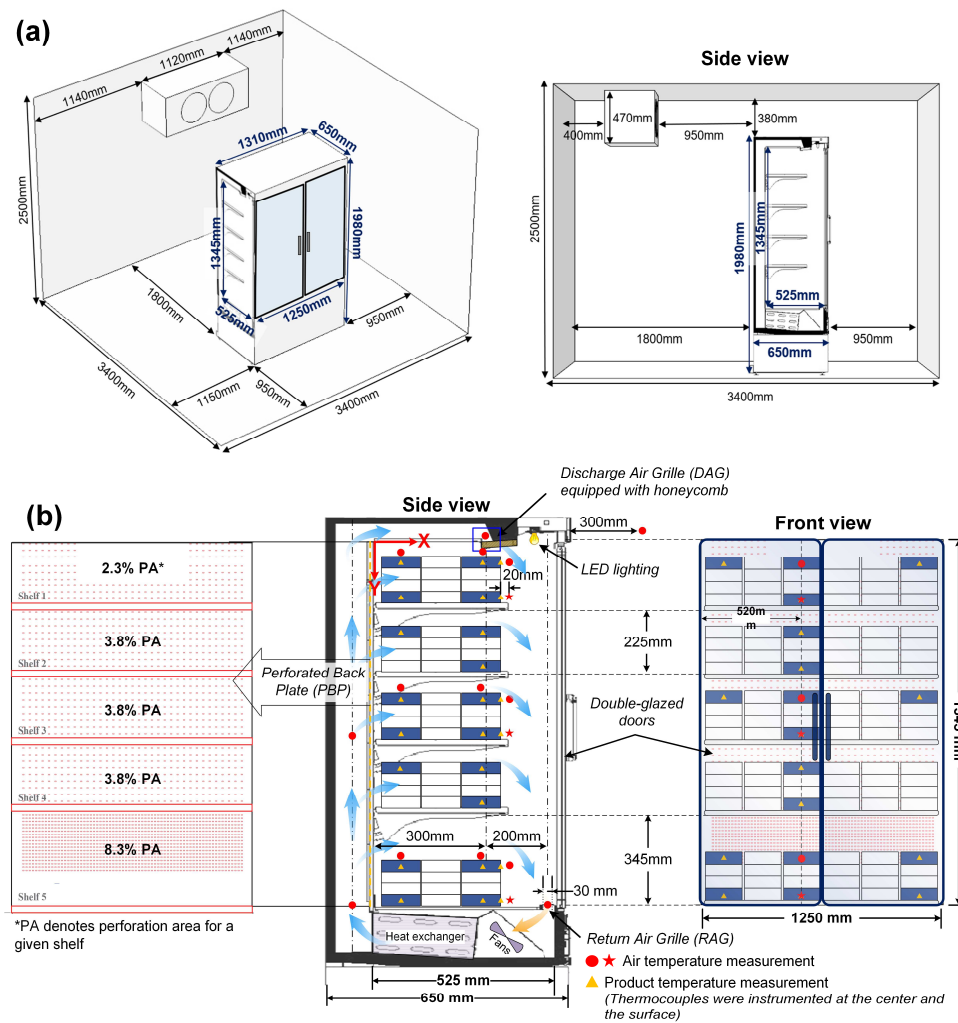 (a)
1140mm
1120mm
1140mm
1310mm
650mm
2500mm
1345mm
1980mm
525mm
1250mm
1800mm
950mm
3400mm
1150mm
950mm
3400mm
Side view
470mm
400mm
950mm
380mm
2500mm
1980mm
1345mm
525mm
1800mm
650mm
950mm
3400mm
(b)
Side view
Discharge Air Grille (DAG)
equipped with honeycomb
300mm
Front view
X
Y
LED lighting
20mm
2.3% PA*
Shelf 1
3.8% PA
Shelf 2
3.8% PA
Shelf 3
3.8% PA
Shelf 4
8.3% PA
Shelf 5
Perforated Back
Plate (PBP)
225mm
Double-glazed
doors
520m
m
300mm
200mm
345mm
30 mm
Heat exchanger
Fans
1250 mm
*PA denotes perforation area for a
given shelf
Return Air Grille (RAG)
Air temperature measurement
525 mm
650 mm
Product temperature measurement
(Thermocouples were instrumented at the center and
the surface)